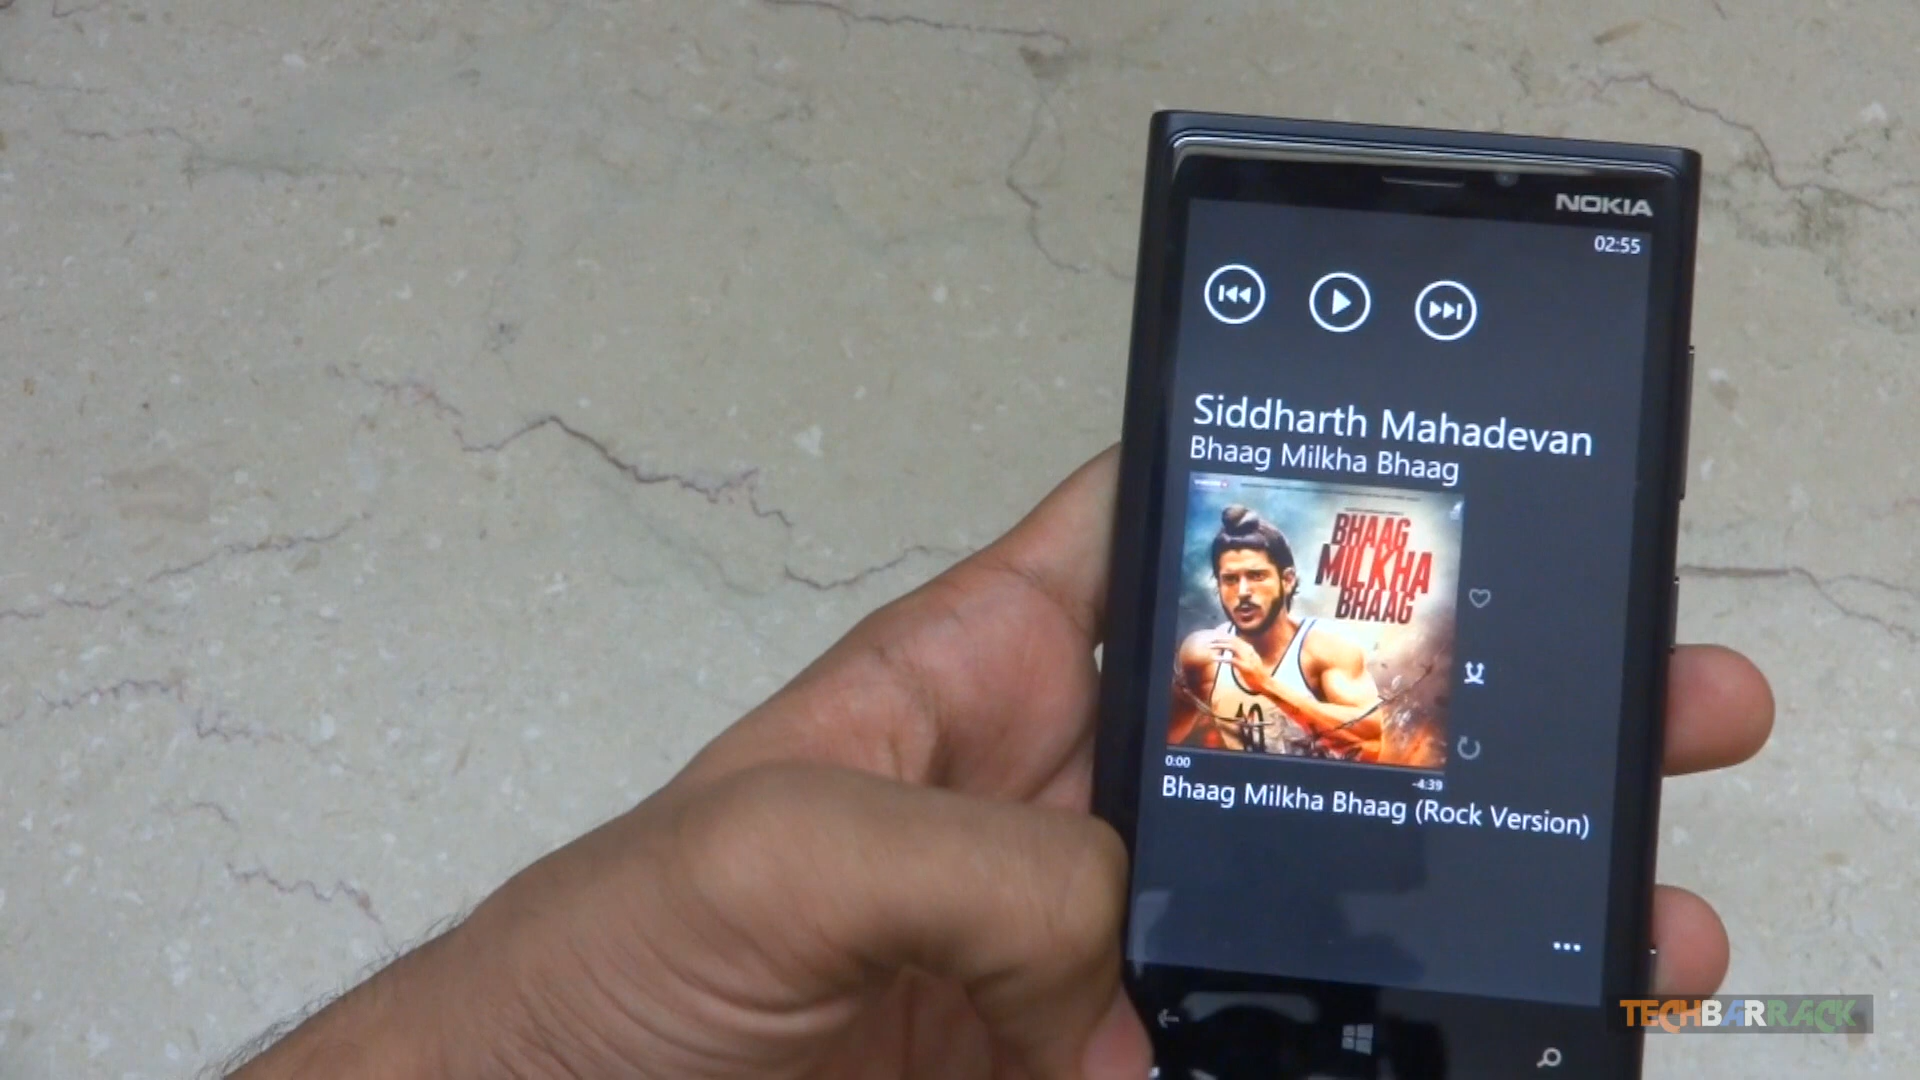 NOKIA
02:55
Siddharth Mahadevan
Bhaag Milkha Bhaag
BHAAG
MILKHA
BHAAG
10
0:00
-4:39
Bhaag Milkha Bhaag (Rock Version)
TECHBARRACK